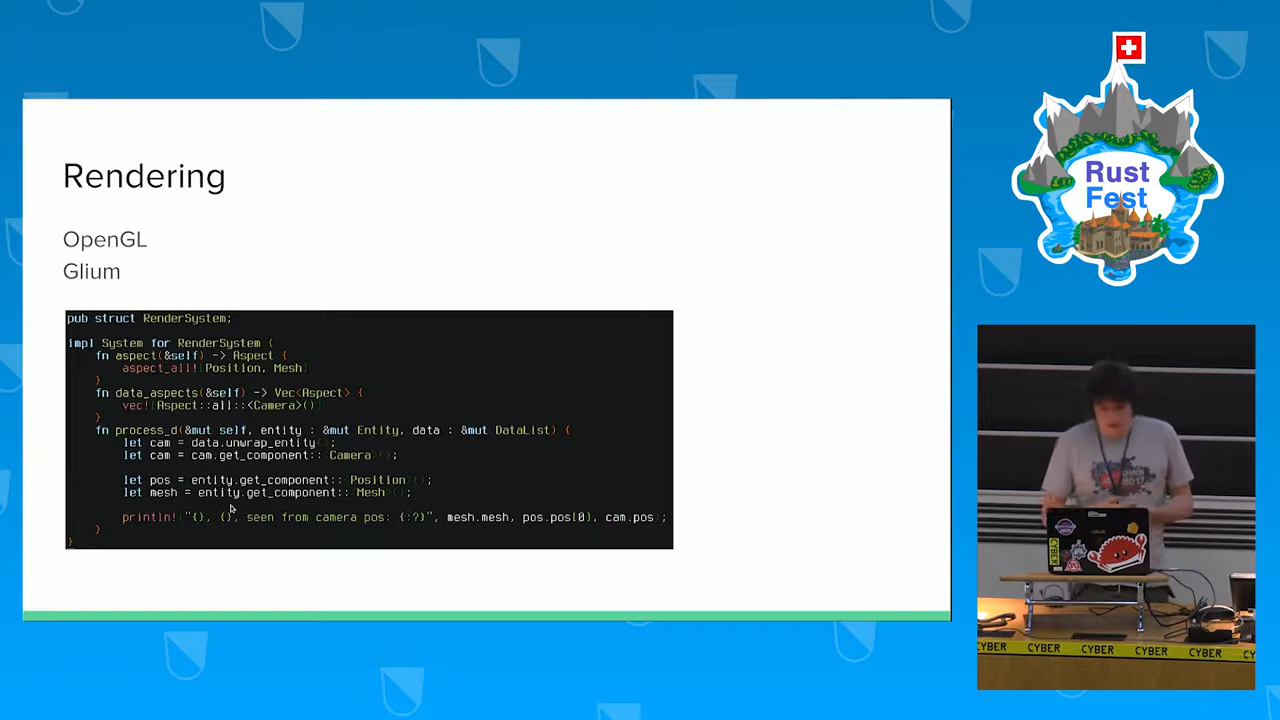 Rendering
OpenGL
Glium
pub struct RenderSystem;
impl System for RenderSystem {
fn aspect(&self) -> Aspect {
aspect_all![Position, Mesh]
}
fn data_aspects(&self) -> Vec<Aspect> {
vec![Aspect::all::<Camera>()]
}
fn process_d(&mut self, entity : &mut Entity, data : &mut DataList) {
let cam = data.unwrap_entity();
let cam = cam.get_component::<Camera>();
let pos = entity.get_component::<Position>();
let mesh = entity.get_component::<Mesh>();
println!("{}, {}, seen from camera pos: {:?}", mesh.mesh, pos.pos[0], cam.pos);
}
}
Rust
Fest
CHAOS
2017
CYBER
CYBER CYBER CYBER CYBER